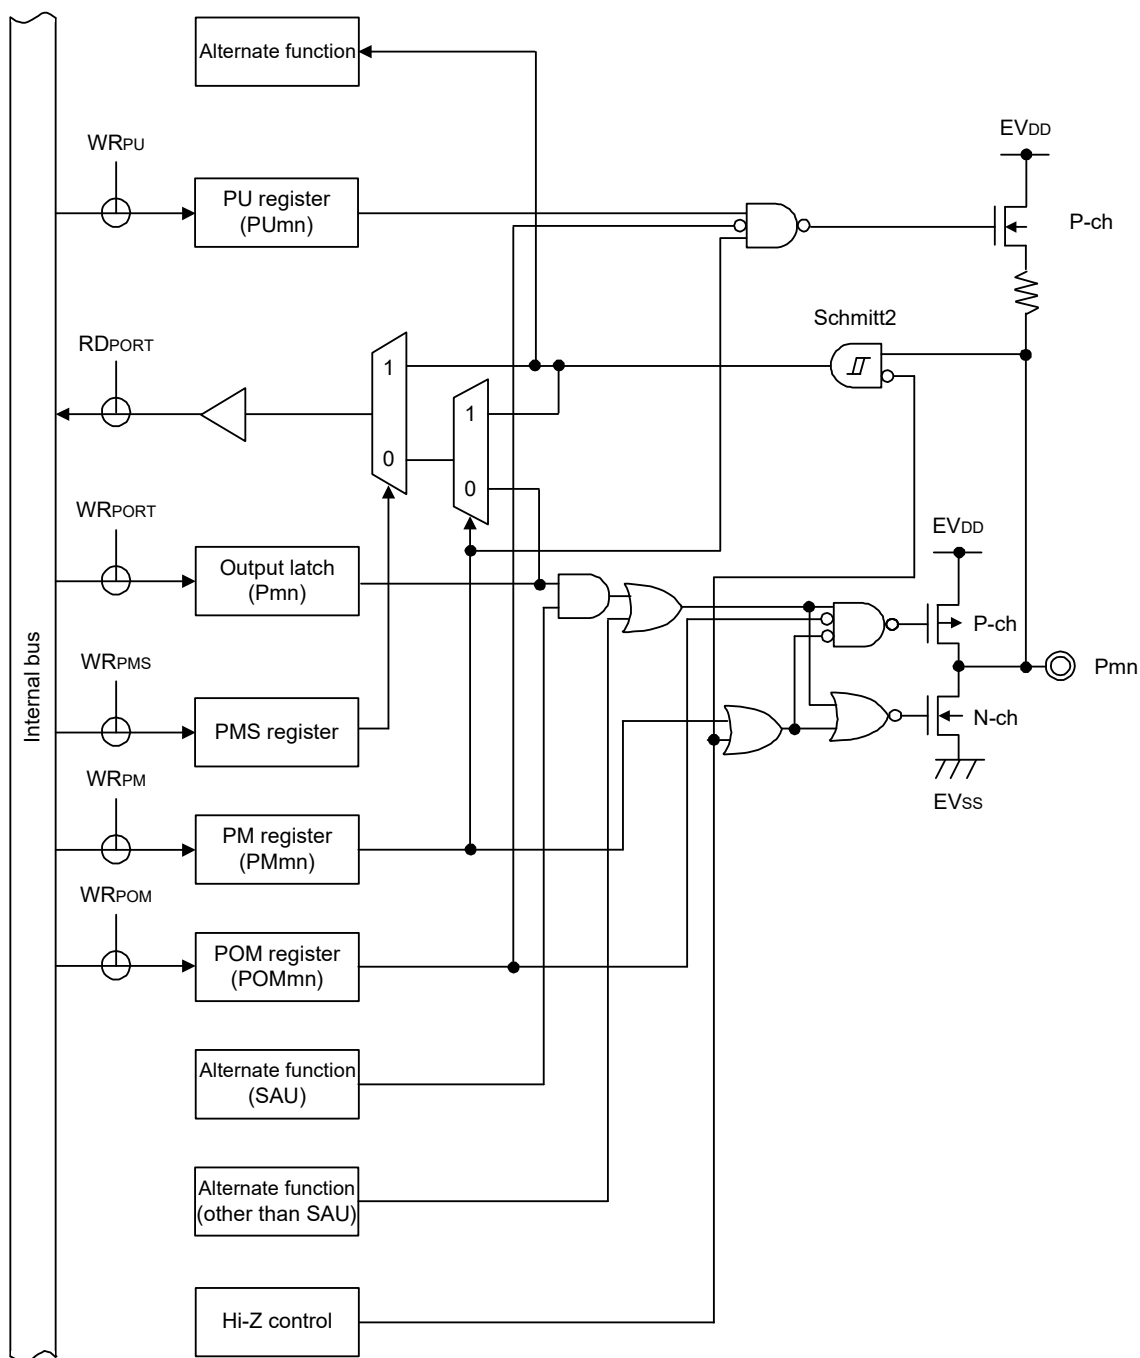 Alternate function
EVDD
WRPU
PU register
(PUmn)
P-ch
Schmitt2
RDPORT
1
1
0
0
WRPORT
EVDD
Output latch
(Pmn)
P-ch
Internal bus
WRPMS
Pmn
PMS register
N-ch
WRPM
EVSS
PM register
(PMmn)
WRPOM
POM register
(POMmn)
Alternate function
(SAU)
Alternate function
(other than SAU)
Hi-Z control